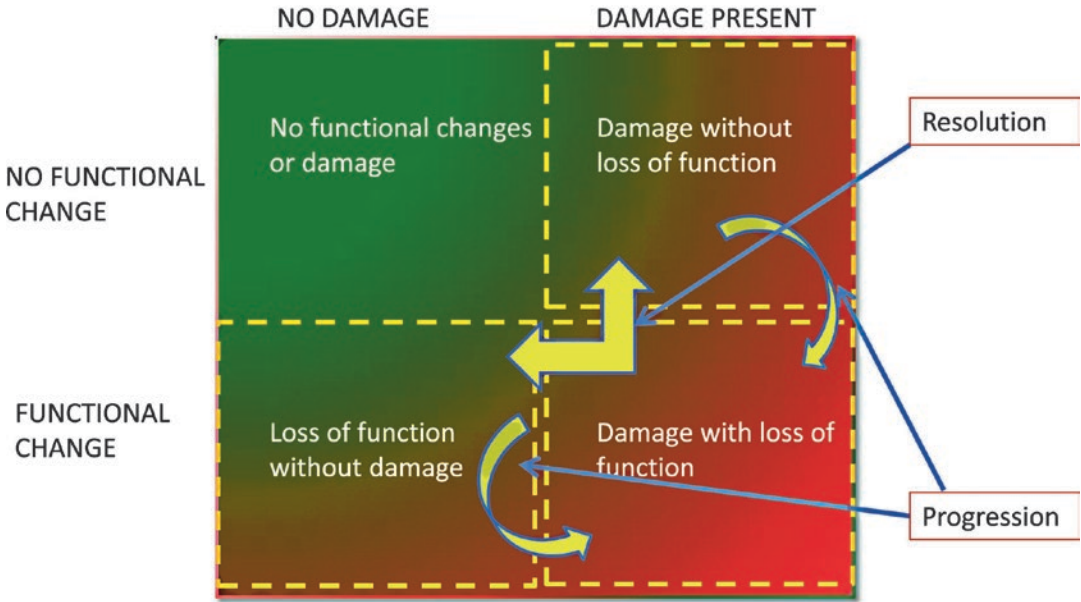 NO DAMAGE
DAMAGE PRESENT
NO FUNCTIONAL
CHANGE
No functional changes
or damage
Damage without
loss of function
Resolution
FUNCTIONAL
CHANGE
Loss of function
without damage
Damage with loss of
function
Progression